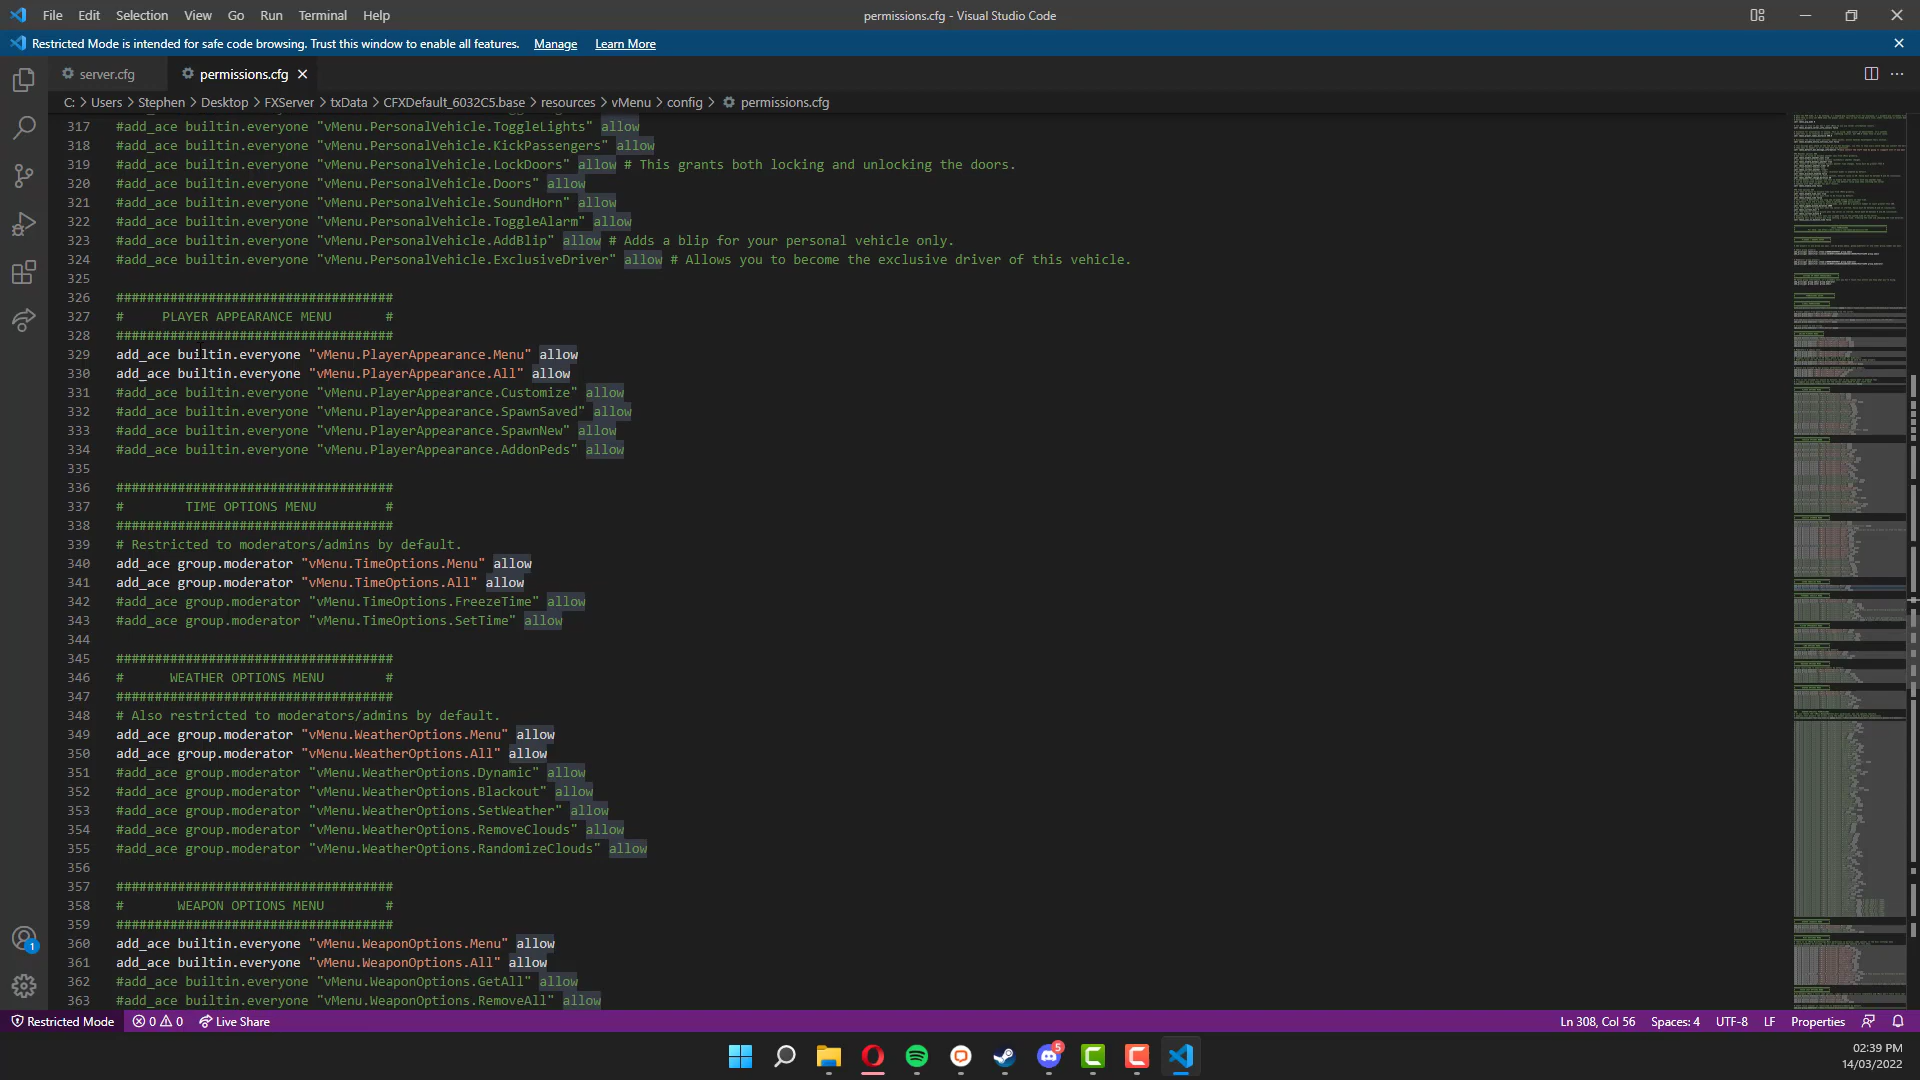 File Edit Selection View Go Run Terminal Help
permissions.cfg - Visual Studio Code
Restricted Mode is intended for safe code browsing. Trust this window to enable all features. Manage Learn More
server.cfg permissions.cfg
C: > Users > Stephen > Desktop > FXServer > txData > CFXDefault_6032C5.base > resources > vMenu > config > permissions.cfg
317 #add_ace builtin.everyone "vMenu.PersonalVehicle.ToggleLights" allow
318 #add_ace builtin.everyone "vMenu.PersonalVehicle.KickPassengers" allow
319 #add_ace builtin.everyone "vMenu.PersonalVehicle.LockDoors" allow # This grants both locking and unlocking the doors.
320 #add_ace builtin.everyone "vMenu.PersonalVehicle.Doors" allow
321 #add_ace builtin.everyone "vMenu.PersonalVehicle.SoundHorn" allow
322 #add_ace builtin.everyone "vMenu.PersonalVehicle.ToggleAlarm" allow
323 #add_ace builtin.everyone "vMenu.PersonalVehicle.AddBlip" allow # Adds a blip for your personal vehicle only.
324 #add_ace builtin.everyone "vMenu.PersonalVehicle.ExclusiveDriver" allow # Allows you to become the exclusive driver of this vehicle.
325
326 ####################################
327 # PLAYER APPEARANCE MENU #
328 ####################################
329 add_ace builtin.everyone "vMenu.PlayerAppearance.Menu" allow
330 add_ace builtin.everyone "vMenu.PlayerAppearance.All" allow
331 #add_ace builtin.everyone "vMenu.PlayerAppearance.Customize" allow
332 #add_ace builtin.everyone "vMenu.PlayerAppearance.SpawnSaved" allow
333 #add_ace builtin.everyone "vMenu.PlayerAppearance.SpawnNew" allow
334 #add_ace builtin.everyone "vMenu.PlayerAppearance.AddonPeds" allow
335
336 ####################################
337 # TIME OPTIONS MENU #
338 ####################################
339 # Restricted to moderators/admins by default.
340 add_ace group.moderator "vMenu.TimeOptions.Menu" allow
341 add_ace group.moderator "vMenu.TimeOptions.All" allow
342 #add_ace group.moderator "vMenu.TimeOptions.FreezeTime" allow
343 #add_ace group.moderator "vMenu.TimeOptions.SetTime" allow
344
345 ####################################
346 # WEATHER OPTIONS MENU #
347 ####################################
348 # Also restricted to moderators/admins by default.
349 add_ace group.moderator "vMenu.WeatherOptions.Menu" allow
350 add_ace group.moderator "vMenu.WeatherOptions.All" allow
351 #add_ace group.moderator "vMenu.WeatherOptions.Dynamic" allow
352 #add_ace group.moderator "vMenu.WeatherOptions.Blackout" allow
353 #add_ace group.moderator "vMenu.WeatherOptions.SetWeather" allow
354 #add_ace group.moderator "vMenu.WeatherOptions.RemoveClouds" allow
355 #add_ace group.moderator "vMenu.WeatherOptions.RandomizeClouds" allow
356
357 ####################################
358 # WEAPON OPTIONS MENU #
359 ####################################
360 add_ace builtin.everyone "vMenu.WeaponOptions.Menu" allow
361 add_ace builtin.everyone "vMenu.WeaponOptions.All" allow
362 #add_ace builtin.everyone "vMenu.WeaponOptions.GetAll" allow
363 #add_ace builtin.everyone "vMenu.WeaponOptions.RemoveAll" allow
1
Restricted Mode 0 0 Live Share
Ln 308, Col 56 Spaces: 4 UTF-8 LF Properties
5
02:39 PM
14/03/2022